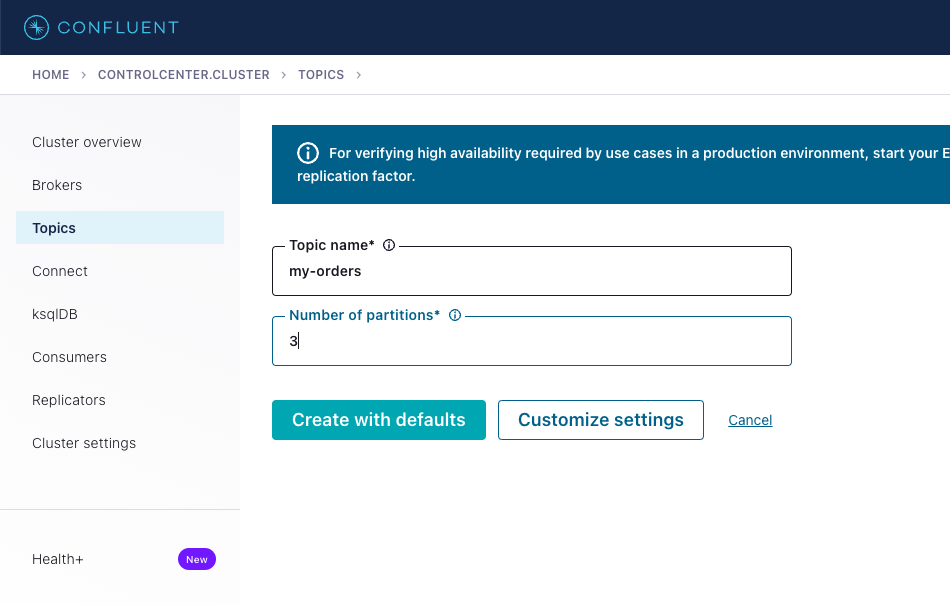 CONFLUENT
HOME > CONTROLCENTER.CLUSTER > TOPICS >
Cluster overview
Brokers
Topics
Connect
ksqlDB
Consumers
Replicators
Cluster settings
Health+ New
For verifying high availability required by use cases in a production environment, start your E
replication factor.
Topic name*
my-orders
Number of partitions*
3
Create with defaults Customize settings Cancel